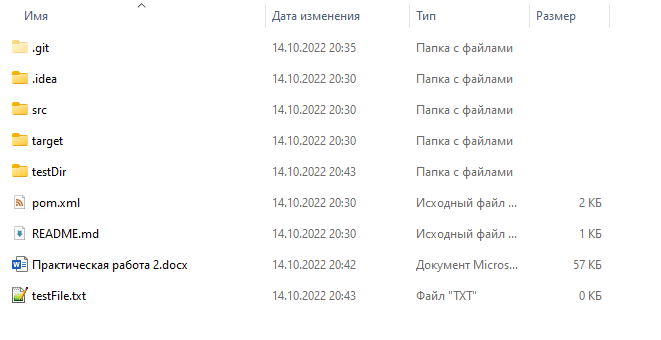 Имя Дата изменения Тип Размер
.git 14.10.2022 20:35 Папка с файлами
.idea 14.10.2022 20:30 Папка с файлами
src 14.10.2022 20:30 Папка с файлами
target 14.10.2022 20:30 Папка с файлами
testDir 14.10.2022 20:43 Папка с файлами
pom.xml 14.10.2022 20:30 Исходный файл ... 2 КБ
README.md 14.10.2022 20:30 Исходный файл ... 1 КБ
Практическая работа 2.docx 14.10.2022 20:42 Документ Micros... 57 КБ
testFile.txt 14.10.2022 20:43 Файл "TXT" 0 КБ